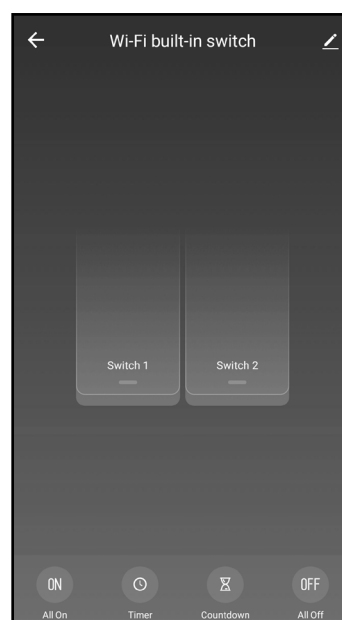 Wi-Fi built-in switch
Switch 1 Switch 2
ON OFF
All On Timer Countdown All Off